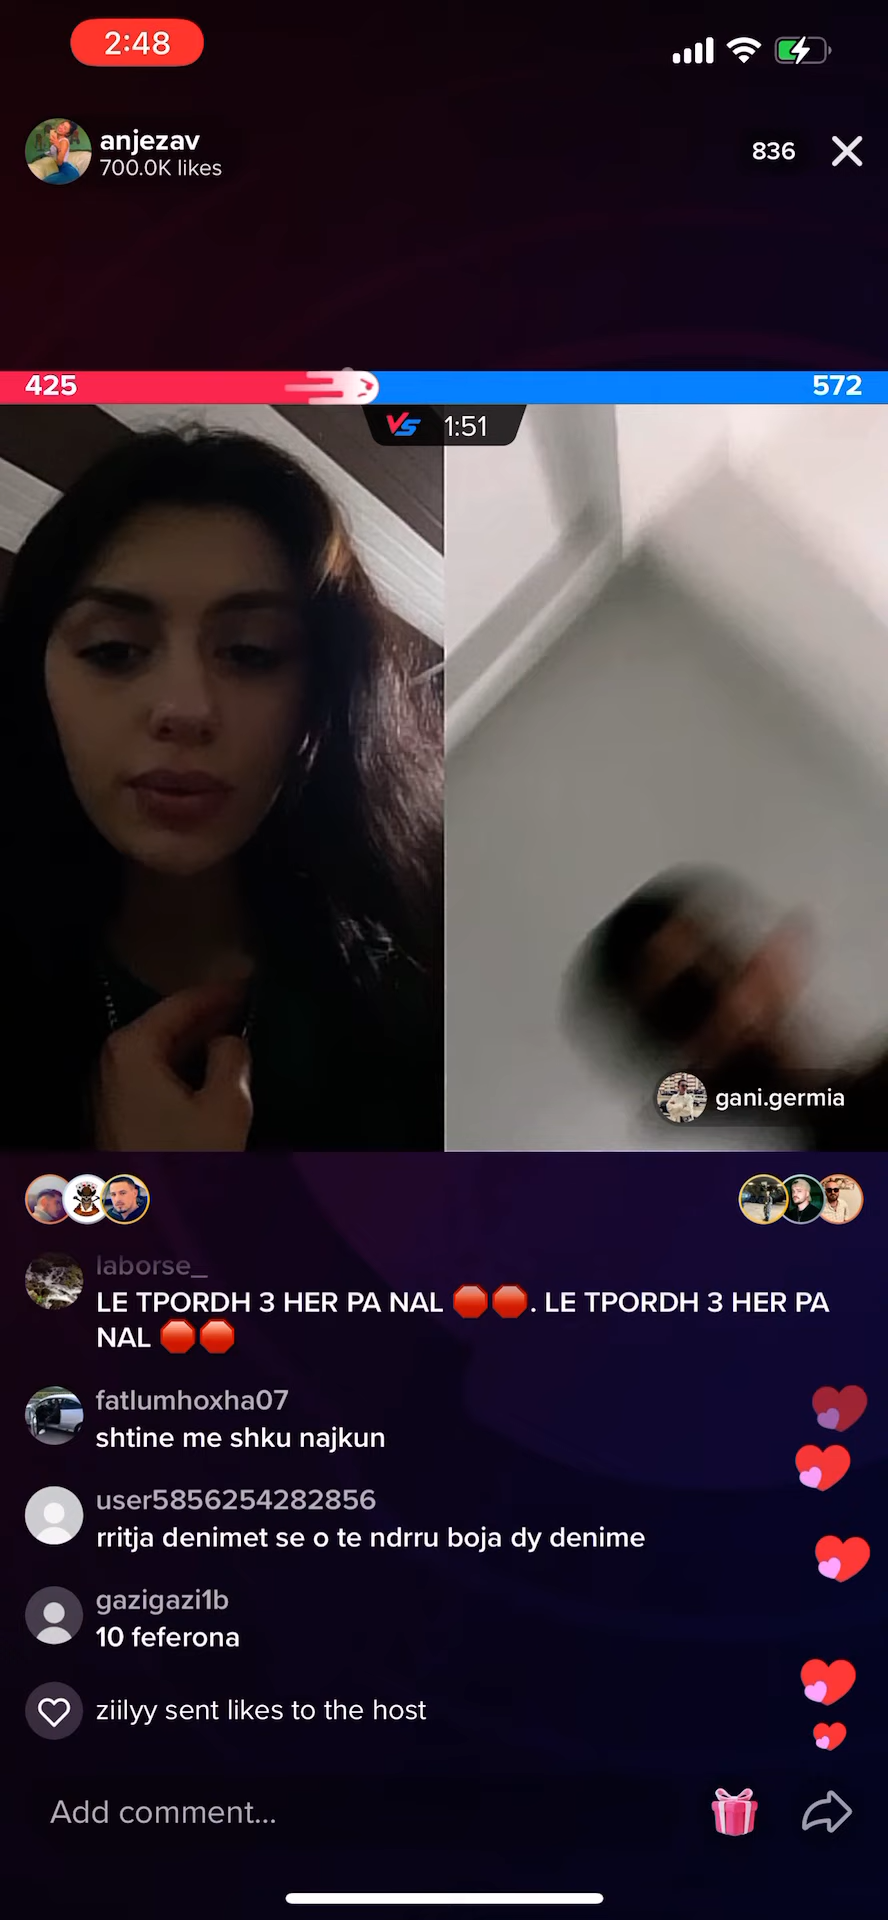 2:48
anjezav
700.0K likes
836
425
572
VS 1:51
gani.germia
laborse_
LE TPORDH 3 HER PA NAL 🛑🛑. LE TPORDH 3 HER PA
NAL 🛑🛑
fatlumhoxha07
shtine me shku najkun
user5856254282856
rritja denimet se o te ndrru boja dy denime
gazigazi1b
10 feferona
ziilyy sent likes to the host
Add comment...